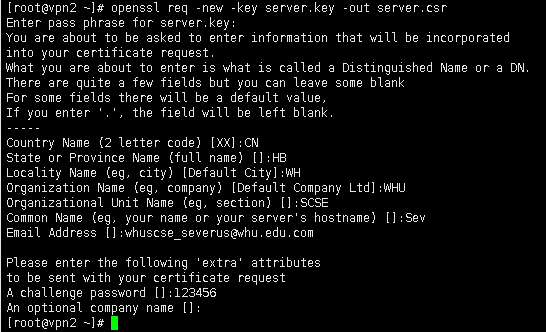 [root@vpn2 ~]# openssl req -new -key server.key -out server.csr
Enter pass phrase for server.key:
You are about to be asked to enter information that will be incorporated
into your certificate request.
What you are about to enter is what is called a Distinguished Name or a DN.
There are quite a few fields but you can leave some blank
For some fields there will be a default value,
If you enter '.', the field will be left blank.
-----
Country Name (2 letter code) [XX]:CN
State or Province Name (full name) []:HB
Locality Name (eg, city) [Default City]:WH
Organization Name (eg, company) [Default Company Ltd]:WHU
Organizational Unit Name (eg, section) []:SCSE
Common Name (eg, your name or your server's hostname) []:Sev
Email Address []:whuscse_severus@whu.edu.com
Please enter the following 'extra' attributes
to be sent with your certificate request
A challenge password []:123456
An optional company name []:
[root@vpn2 ~]#